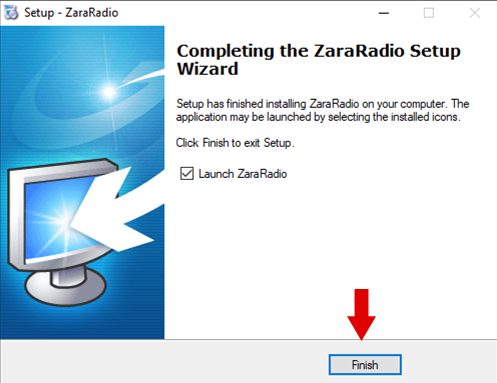 Setup - ZaraRadio
Completing the ZaraRadio Setup
Wizard
Setup has finished installing ZaraRadio on your computer. The
application may be launched by selecting the installed icons.
Click Finish to exit Setup.
Launch ZaraRadio
Finish